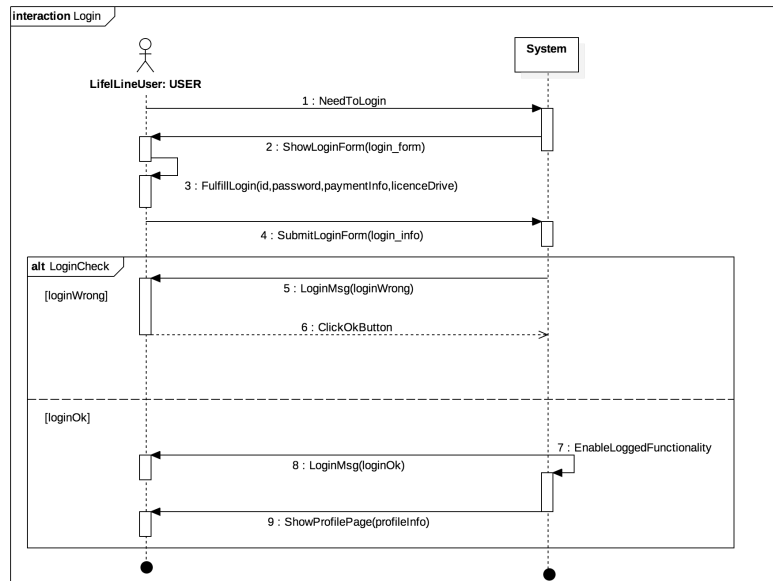 interaction Login
System
LifelLineUser: USER
1 : NeedToLogin
2 : ShowLoginForm(login_form)
3 : FulfillLogin(id,password,paymentInfo,licenceDrive)
4 : SubmitLoginForm(login_info)
alt LoginCheck
5 : LoginMsg(loginWrong)
[loginWrong]
6 : ClickOkButton
[loginOk]
7 : EnableLoggedFunctionality
8 : LoginMsg(loginOk)
9 : ShowProfilePage(profileInfo)